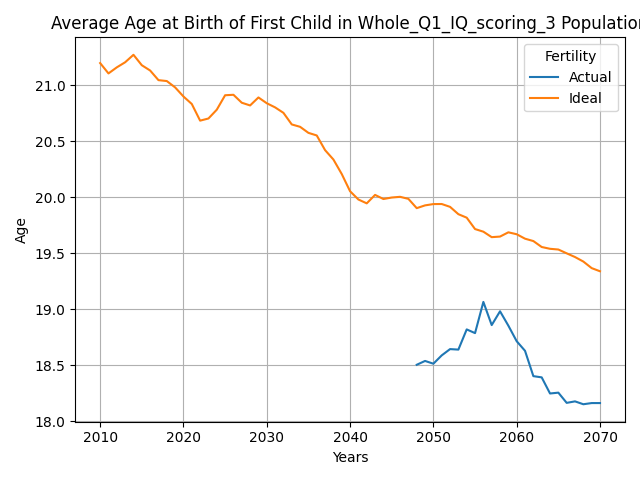 Average Age at Birth of First Child in Whole_Q1_IQ_scoring_3 Population
Fertility
Actual
Ideal
21.0
20.5
20.0
19.5
19.0
18.5
18.0
Age
2010 2020 2030 2040 2050 2060 2070
Years